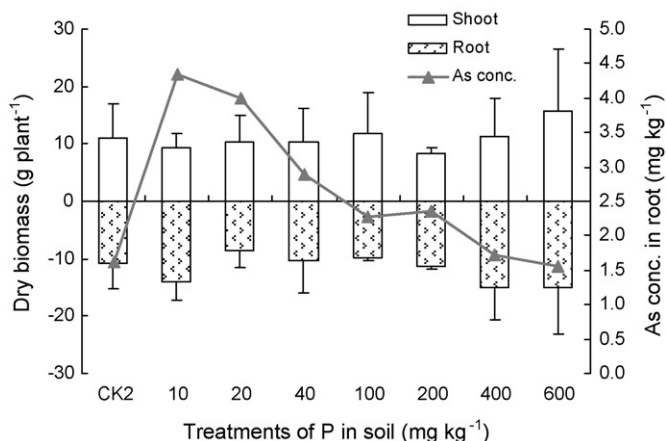 Shoot
Root
As conc.
Dry biomass (g plant⁻¹)
30
20
10
0
-10
-20
-30
5.0
4.5
4.0
3.5
3.0
2.5
2.0
1.5
1.0
0.5
0.0
As conc. in root (mg kg⁻¹)
CK2 10 20 40 100 200 400 600
Treatments of P in soil (mg kg⁻¹)